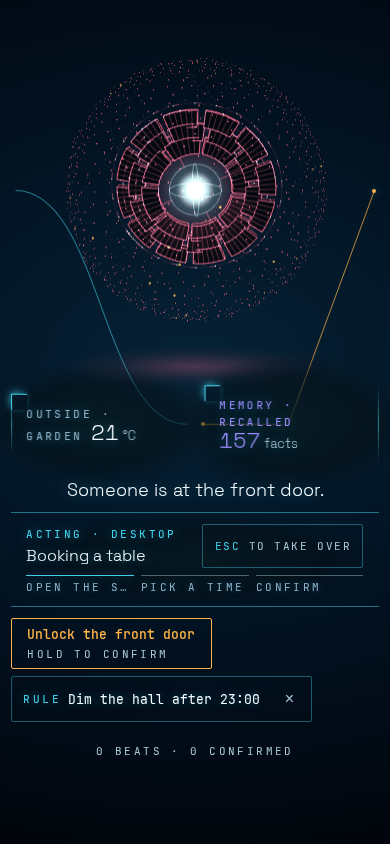 OUTSIDE ·
GARDEN 21 °C
MEMORY ·
RECALLED
157 facts
Someone is at the front door.
ACTING · DESKTOP
Booking a table
ESC TO TAKE OVER
OPEN THE S… PICK A TIME CONFIRM
Unlock the front door
HOLD TO CONFIRM
RULE Dim the hall after 23:00 ×
0 BEATS · 0 CONFIRMED